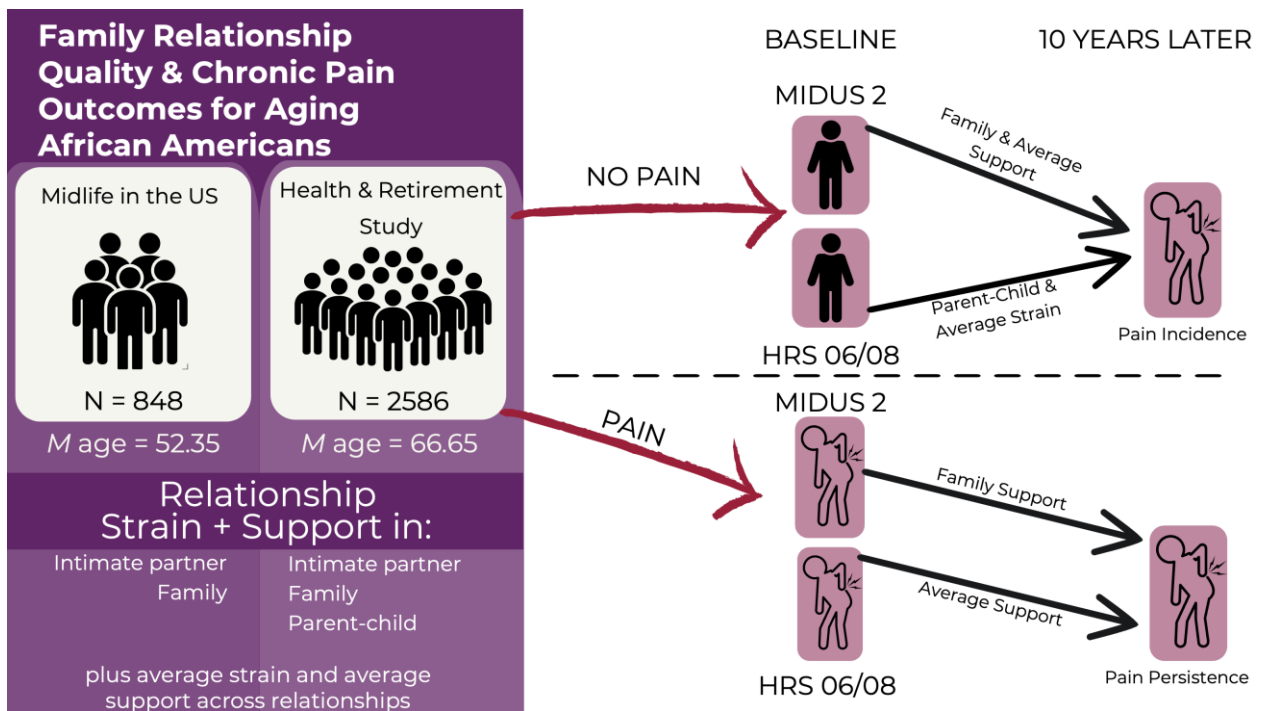 Family Relationship
Quality & Chronic Pain
Outcomes for Aging
African Americans
Midlife in the US
N = 848
M age = 52.35
Health & Retirement
Study
N = 2586
M age = 66.65
Relationship
Strain + Support in:
Intimate partner
Family
Intimate partner
Family
Parent-child
plus average strain and average
support across relationships
BASELINE
10 YEARS LATER
NO PAIN
MIDUS 2
Family & Average
Support
Parent-Child &
Average Strain
HRS 06/08
Pain Incidence
PAIN
MIDUS 2
Family Support
Average Support
HRS 06/08
Pain Persistence